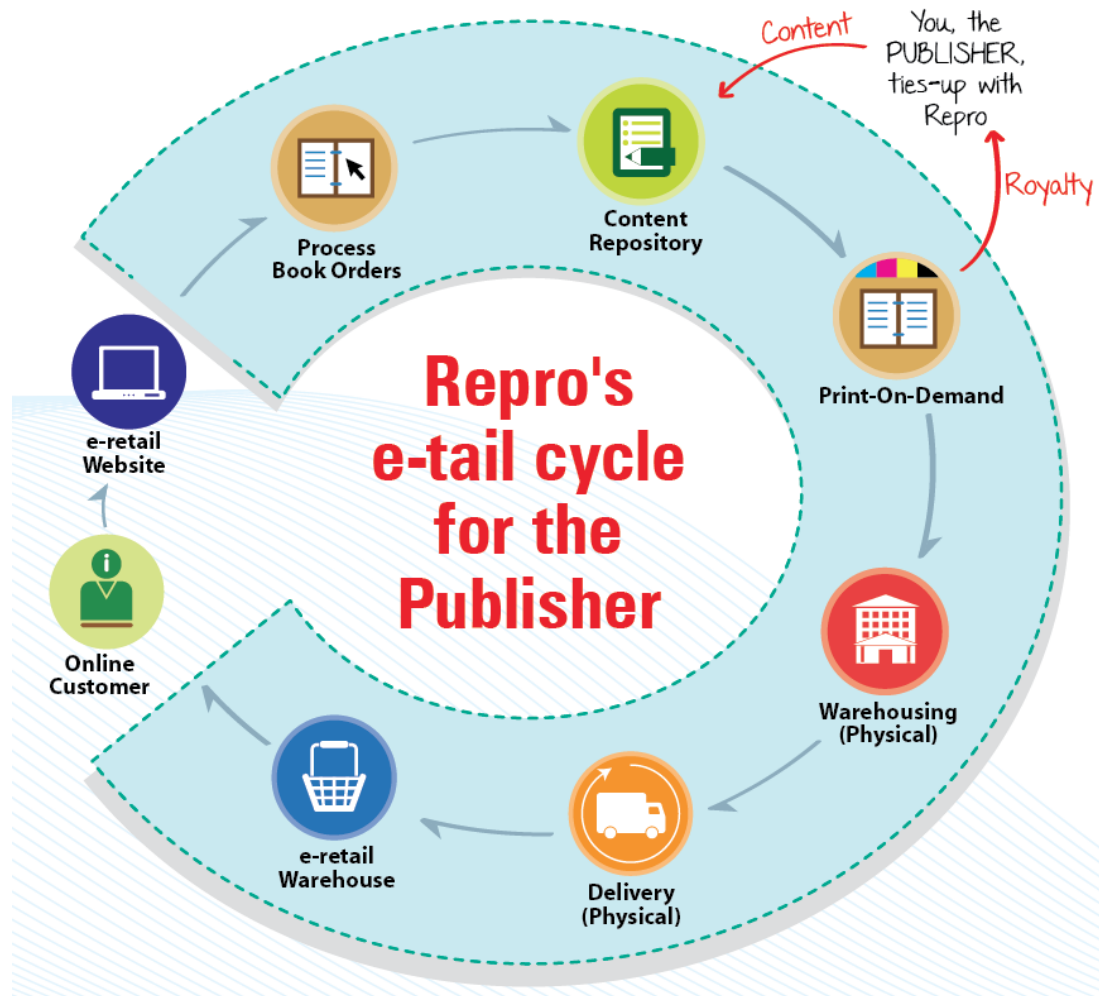 Content
You, the
PUBLISHER,
ties-up with
Repro
Royalty
Process
Book Orders
Content
Repository
Print-On-Demand
Repro's
e-tail cycle
for the
Publisher
e-retail
Website
i
Online
Customer
Warehousing
(Physical)
Delivery
(Physical)
e-retail
Warehouse